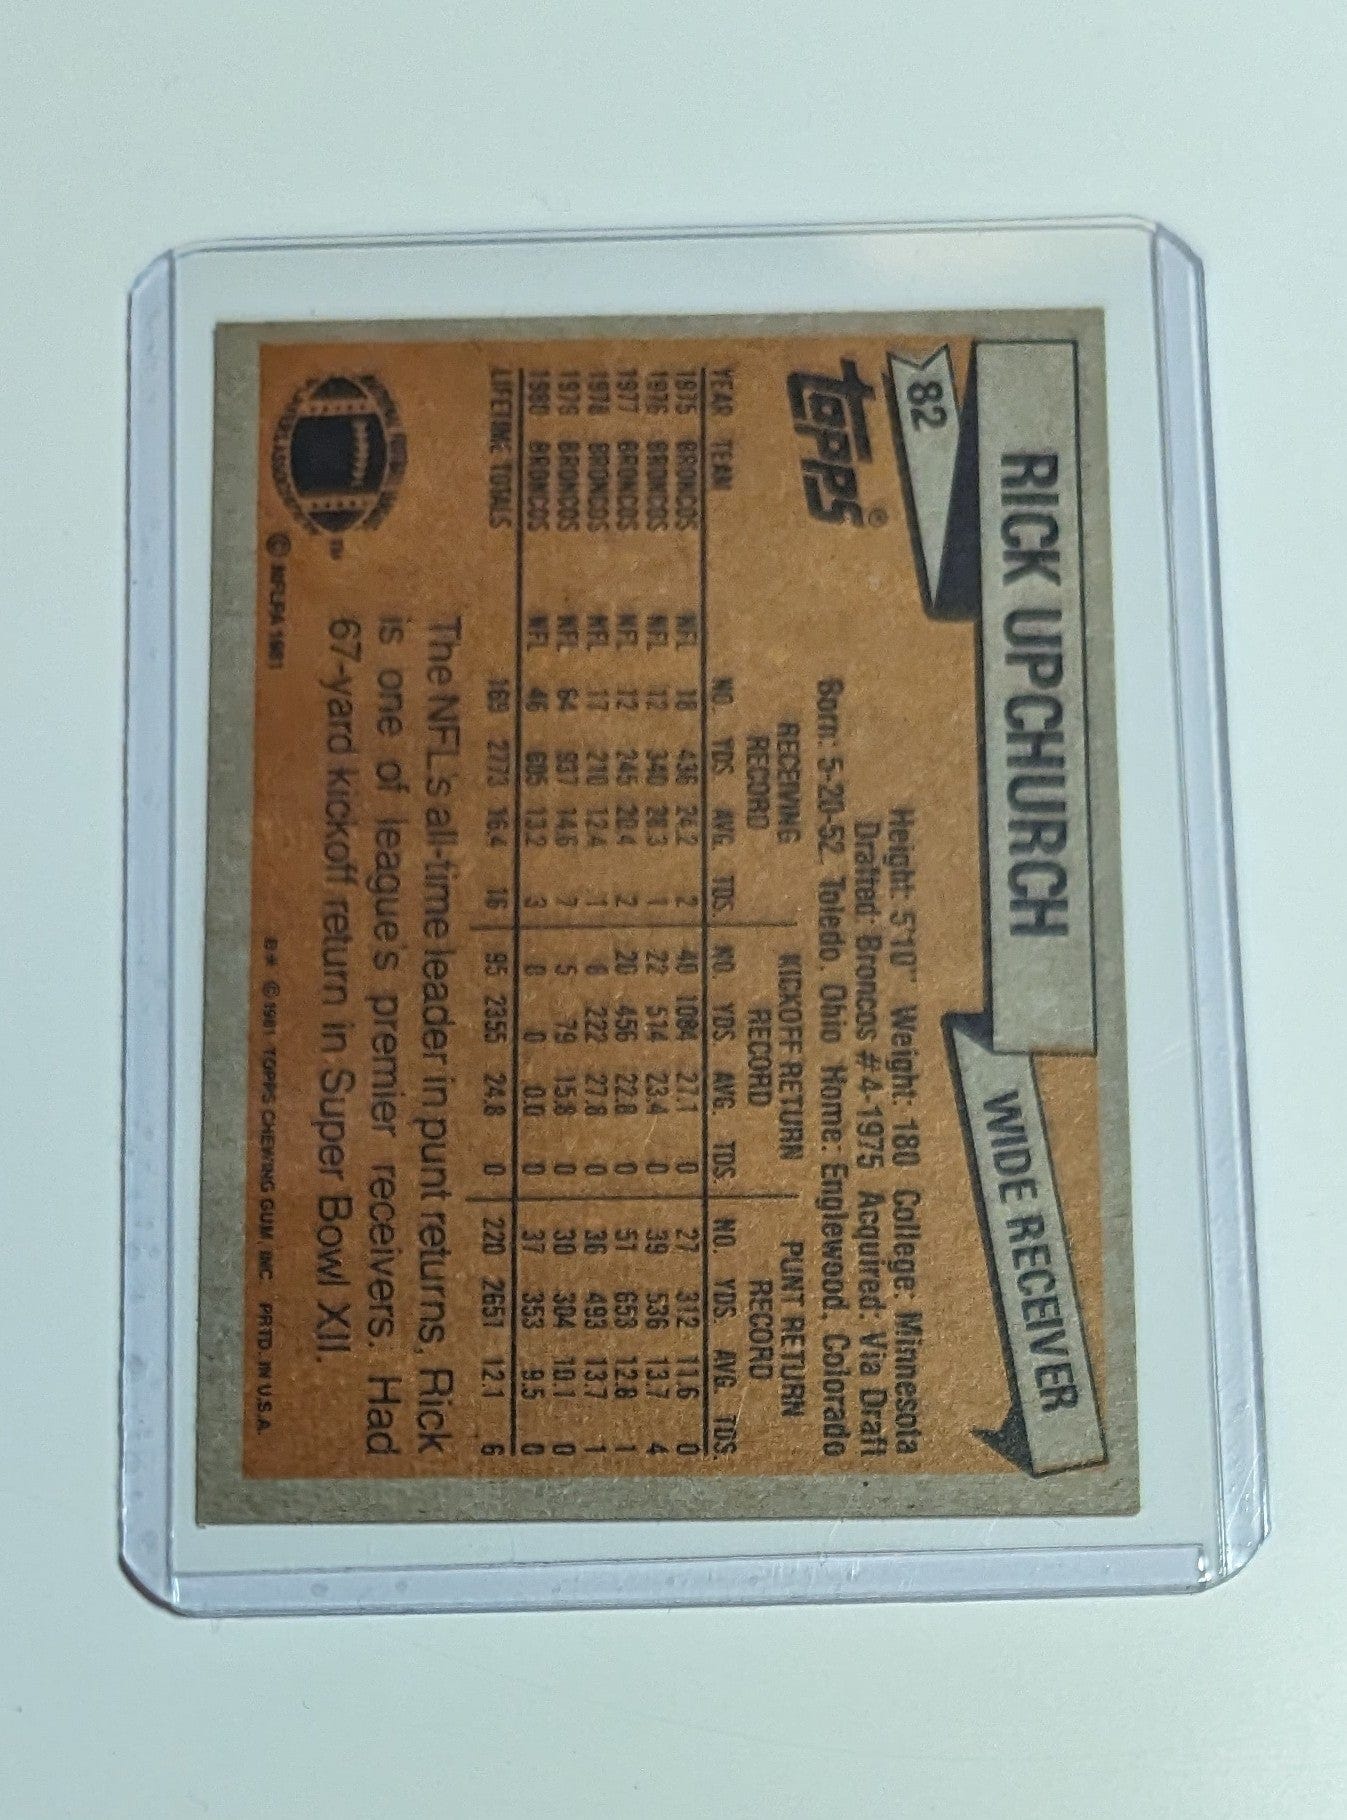 RICK UPCHURCH
WIDE RECEIVER
82
TOPPS®
Height: 5'10" Weight: 180 College: Minnesota
Drafted: Broncos #4-1975 Acquired: Via Draft
Born: 5-20-52, Toledo, Ohio Home: Englewood, Colorado
RECEIVING RECORD KICKOFF RETURN RECORD PUNT RETURN RECORD
YEAR TEAM NO. YDS AVG. TDS. NO. YDS. AVG. TDS. NO. YDS. AVG. TDS.
1975 BRONCOS NFL 18 436 24.2 2 40 1084 27.1 0 27 312 11.6 0
1976 BRONCOS NFL 12 340 28.3 1 22 514 23.4 0 39 536 13.7 4
1977 BRONCOS NFL 12 245 20.4 2 20 456 22.8 0 51 653 12.8 1
1978 BRONCOS NFL 17 210 12.4 1 8 222 27.8 0 36 493 13.7 1
1979 BRONCOS NFL 64 937 14.6 7 5 79 15.8 0 30 304 10.1 0
1980 BRONCOS NFL 46 605 13.2 3 0 0 0.0 0 37 353 9.5 0
LIFETIME TOTALS 169 2773 16.4 16 95 2355 24.8 0 220 2651 12.1 6
The NFL's all-time leader in punt returns, Rick
is one of league's premier receivers. Had
67-yard kickoff return in Super Bowl XII.
TM
© NFLPA 1981
B* © 1981 TOPPS CHEWING GUM, INC. PRTD. IN U.S.A.